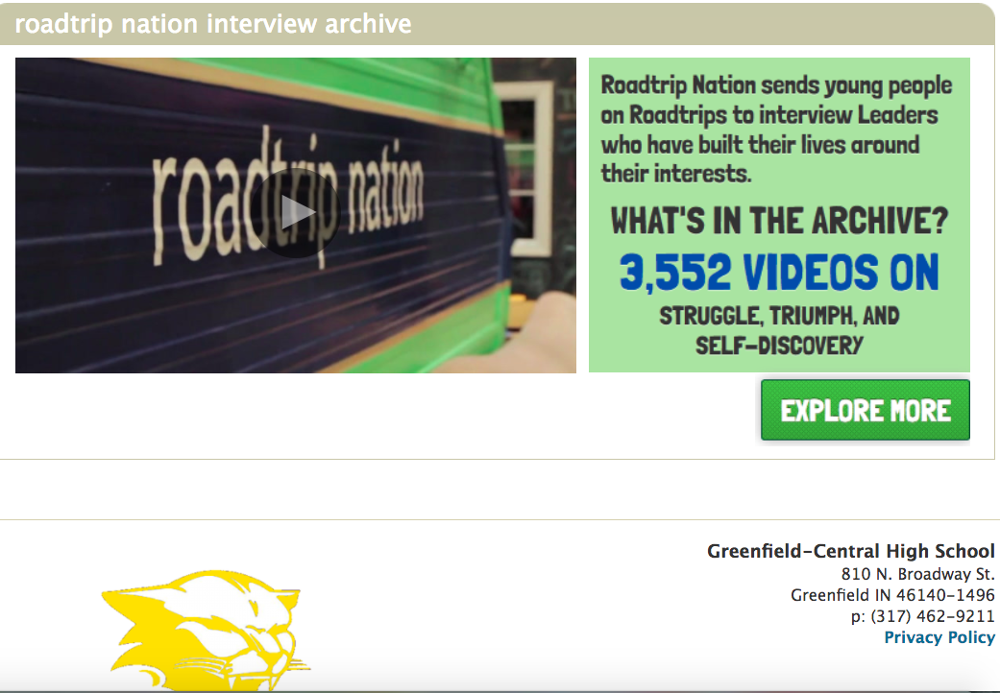 roadtrip nation interview archive
roadtrip nation
Roadtrip Nation sends young people
on Roadtrips to interview Leaders
who have built their lives around
their interests.
WHAT'S IN THE ARCHIVE?
3,552 VIDEOS ON
STRUGGLE, TRIUMPH, AND
SELF-DISCOVERY
EXPLORE MORE
Greenfield-Central High School
810 N. Broadway St.
Greenfield IN 46140-1496
p: (317) 462-9211
Privacy Policy